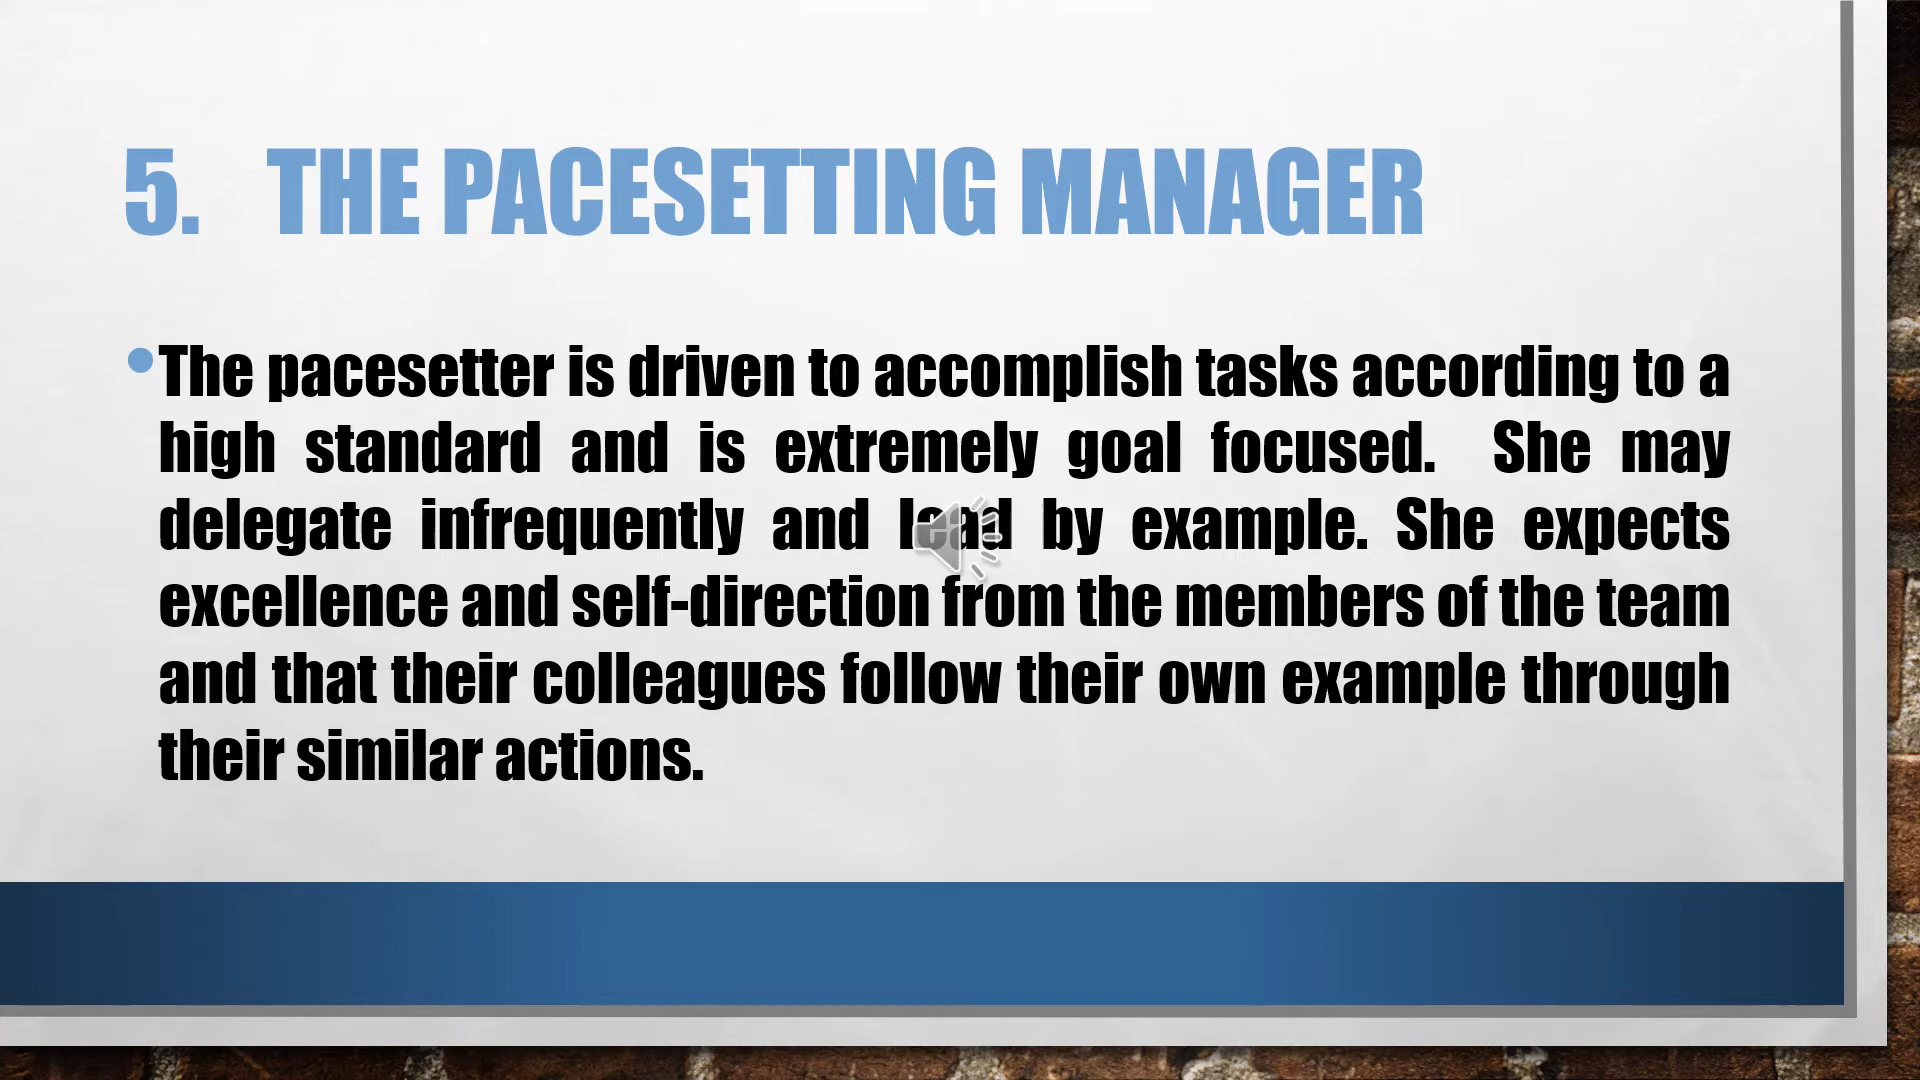 5. THE PACESETTING MANAGER
•The pacesetter is driven to accomplish tasks according to a
high standard and is extremely goal focused. She may
delegate infrequently and lead by example. She expects
excellence and self-direction from the members of the team
and that their colleagues follow their own example through
their similar actions.